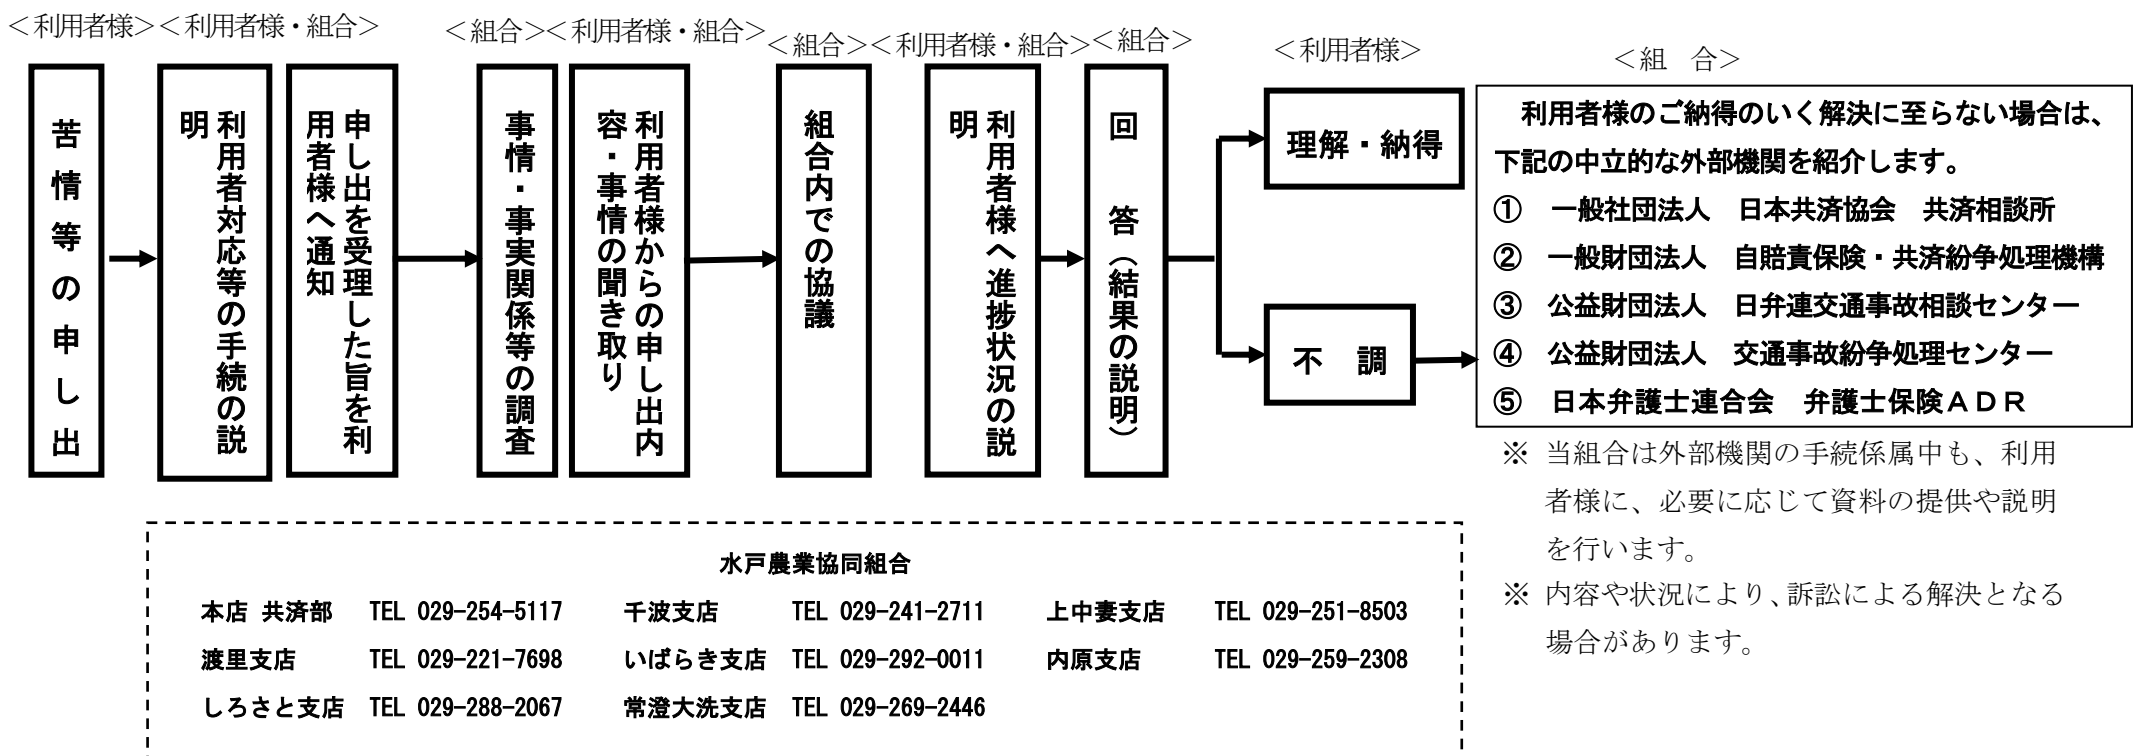 ＜利用者様＞
＜利用者様・組合＞
＜組合＞
＜利用者様・組合＞
＜組合＞
＜利用者様・組合＞
＜組合＞
＜利用者様＞
＜組　合＞
苦情等の申し出
利用者対応等の手続の説
明
申し出を受理した旨を利
用者様へ通知
事情・事実関係等の調査
利用者様からの申し出内
容・事情の聞き取り
組合内での協議
利用者様へ進捗状況の説
明
回　答（結果の説明）
理解・納得
不　調
利用者様のご納得のいく解決に至らない場合は、
下記の中立的な外部機関を紹介します。
①　一般社団法人　日本共済協会　共済相談所
②　一般財団法人　自賠責保険・共済紛争処理機構
③　公益財団法人　日弁連交通事故相談センター
④　公益財団法人　交通事故紛争処理センター
⑤　日本弁護士連合会　弁護士保険ＡＤＲ
※ 当組合は外部機関の手続係属中も、利用
者様に、必要に応じて資料の提供や説明
を行います。
※ 内容や状況により、訴訟による解決となる
場合があります。
水戸農業協同組合
本店 共済部　TEL 029-254-5117　千波支店　TEL 029-241-2711　上中妻支店　TEL 029-251-8503
渡里支店　TEL 029-221-7698　いばらき支店　TEL 029-292-0011　内原支店　TEL 029-259-2308
しろさと支店　TEL 029-288-2067　常澄大洗支店　TEL 029-269-2446